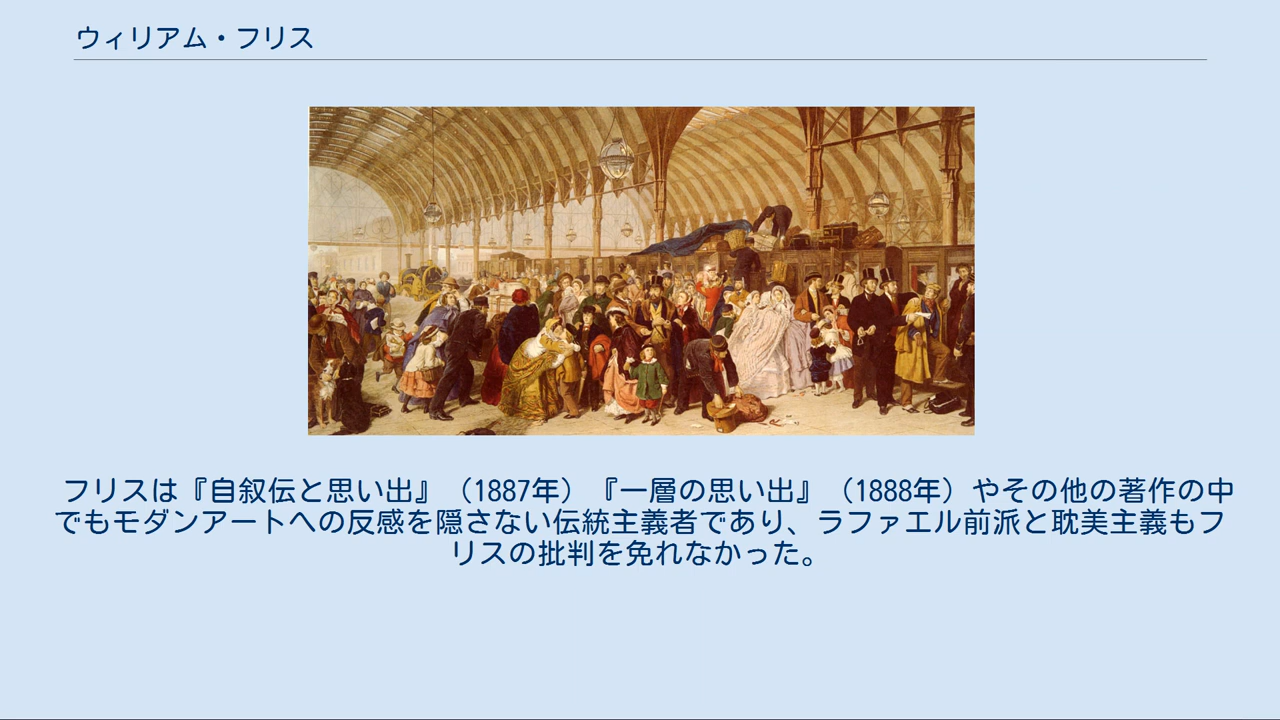 ウィリアム・フリス
フリスは『自叙伝と思い出』（1887年）『一層の思い出』（1888年）やその他の著作の中
でもモダンアートへの反感を隠さない伝統主義者であり、ラファエル前派と耽美主義もフ
リスの批判を免れなかった。